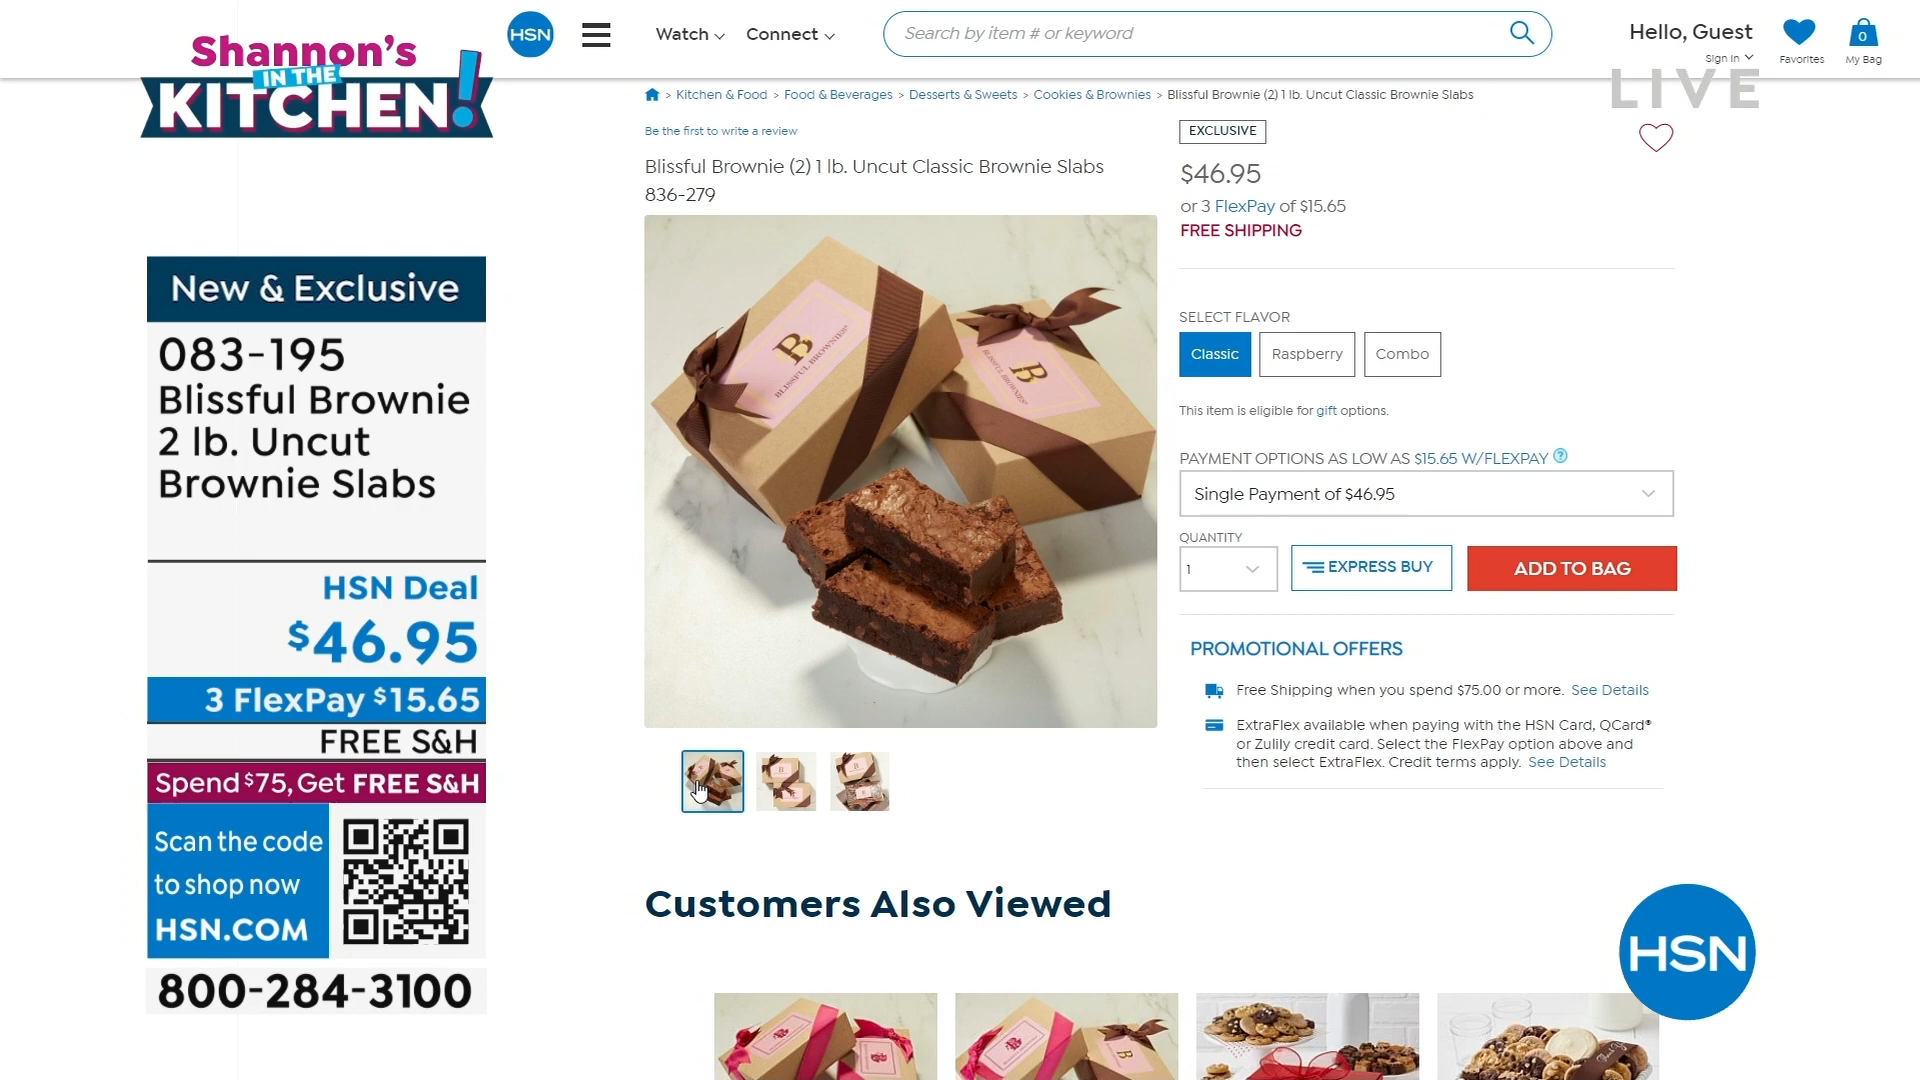 Shannon's
IN THE
KITCHEN!
HSN
Watch
Connect
Search by item # or keyword
Hello, Guest
Sign In
Favorites
0
My Bag
LIVE
> Kitchen & Food > Food & Beverages > Desserts & Sweets > Cookies & Brownies > Blissful Brownie (2) 1 lb. Uncut Classic Brownie Slabs
Be the first to write a review
Blissful Brownie (2) 1 lb. Uncut Classic Brownie Slabs
836-279
B
BLISSFUL BROWNIES®
B
BLISSFUL BROWNIES®
EXCLUSIVE
$46.95
or 3 FlexPay of $15.65
FREE SHIPPING
SELECT FLAVOR
Classic
Raspberry
Combo
This item is eligible for gift options.
PAYMENT OPTIONS AS LOW AS $15.65 W/FLEXPAY ?
Single Payment of $46.95
QUANTITY
1
EXPRESS BUY
ADD TO BAG
PROMOTIONAL OFFERS
Free Shipping when you spend $75.00 or more. See Details
ExtraFlex available when paying with the HSN Card, QCard®
or Zulily credit card. Select the FlexPay option above and
then select ExtraFlex. Credit terms apply. See Details
New & Exclusive
083-195
Blissful Brownie
2 lb. Uncut
Brownie Slabs
HSN Deal
$46.95
3 FlexPay $15.65
FREE S&H
Spend $75, Get FREE S&H
Scan the code
to shop now
HSN.COM
800-284-3100
Customers Also Viewed
B
HSN